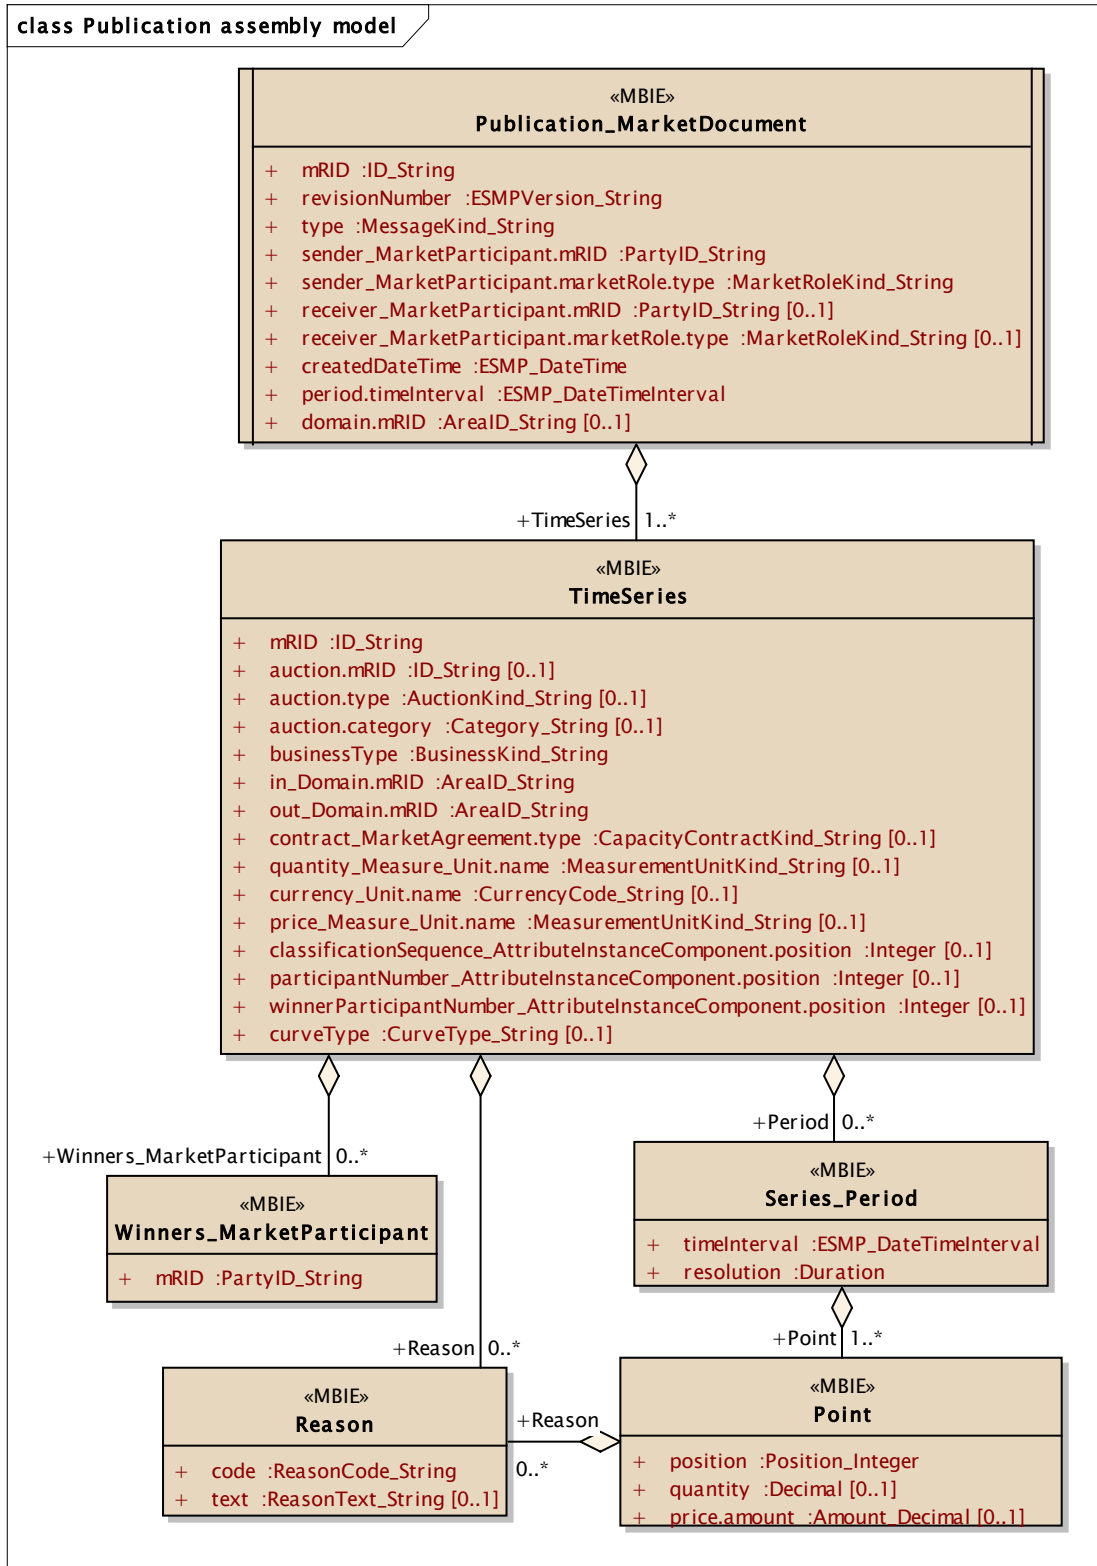 class Publication assembly model
«MBIE»
Publication_MarketDocument
+ mRID :ID_String
+ revisionNumber :ESMPVersion_String
+ type :MessageKind_String
+ sender_MarketParticipant.mRID :PartyID_String
+ sender_MarketParticipant.marketRole.type :MarketRoleKind_String
+ receiver_MarketParticipant.mRID :PartyID_String [0..1]
+ receiver_MarketParticipant.marketRole.type :MarketRoleKind_String [0..1]
+ createdDateTime :ESMP_DateTime
+ period.timeInterval :ESMP_DateTimeInterval
+ domain.mRID :AreaID_String [0..1]
+TimeSeries 1..*
«MBIE»
TimeSeries
+ mRID :ID_String
+ auction.mRID :ID_String [0..1]
+ auction.type :AuctionKind_String [0..1]
+ auction.category :Category_String [0..1]
+ businessType :BusinessKind_String
+ in_Domain.mRID :AreaID_String
+ out_Domain.mRID :AreaID_String
+ contract_MarketAgreement.type :CapacityContractKind_String [0..1]
+ quantity_Measure_Unit.name :MeasurementUnitKind_String [0..1]
+ currency_Unit.name :CurrencyCode_String [0..1]
+ price_Measure_Unit.name :MeasurementUnitKind_String [0..1]
+ classificationSequence_AttributeInstanceComponent.position :Integer [0..1]
+ participantNumber_AttributeInstanceComponent.position :Integer [0..1]
+ winnerParticipantNumber_AttributeInstanceComponent.position :Integer [0..1]
+ curveType :CurveType_String [0..1]
+Winners_MarketParticipant 0..*
«MBIE»
Winners_MarketParticipant
+ mRID :PartyID_String
+Period 0..*
«MBIE»
Series_Period
+ timeInterval :ESMP_DateTimeInterval
+ resolution :Duration
+Reason 0..*
«MBIE»
Reason
+ code :ReasonCode_String
+ text :ReasonText_String [0..1]
+Reason
0..*
+Point 1..*
«MBIE»
Point
+ position :Position_Integer
+ quantity :Decimal [0..1]
+ price.amount :Amount_Decimal [0..1]